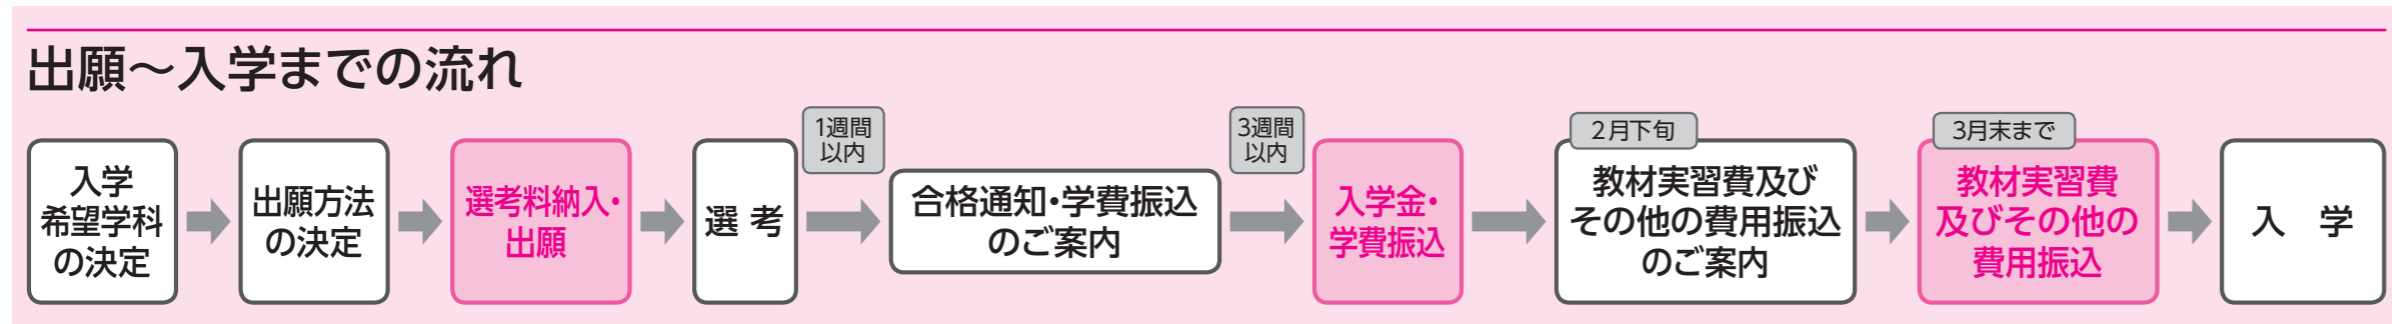 出願～入学までの流れ
入学
希望学科
の決定
出願方法
の決定
選考料納入・
出願
選 考
1週間
以内
合格通知・学費振込
のご案内
3週間
以内
入学金・
学費振込
2月下旬
教材実習費及び
その他の費用振込
のご案内
3月末まで
教材実習費
及びその他の
費用振込
入　学